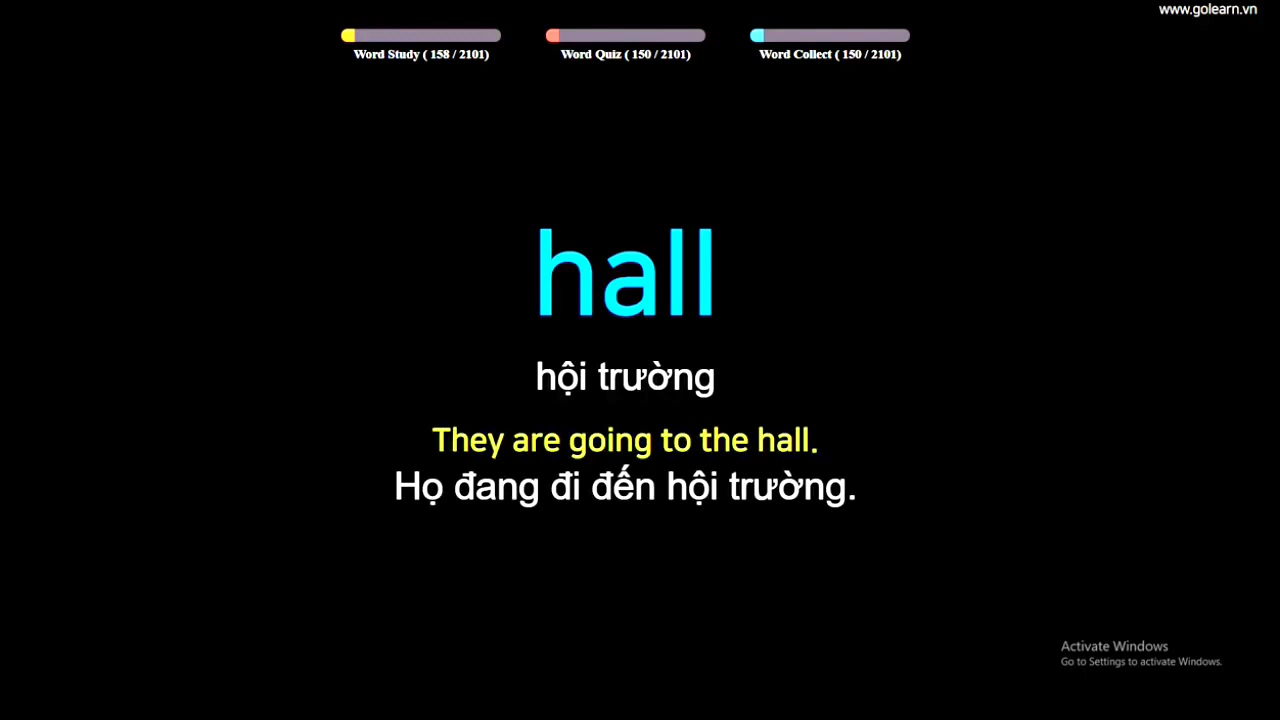 www.golearn.vn
Word Study ( 158 / 2101) Word Quiz ( 150 / 2101) Word Collect ( 150 / 2101)
hall
hội trường
They are going to the hall.
Họ đang đi đến hội trường.
Activate Windows
Go to Settings to activate Windows.